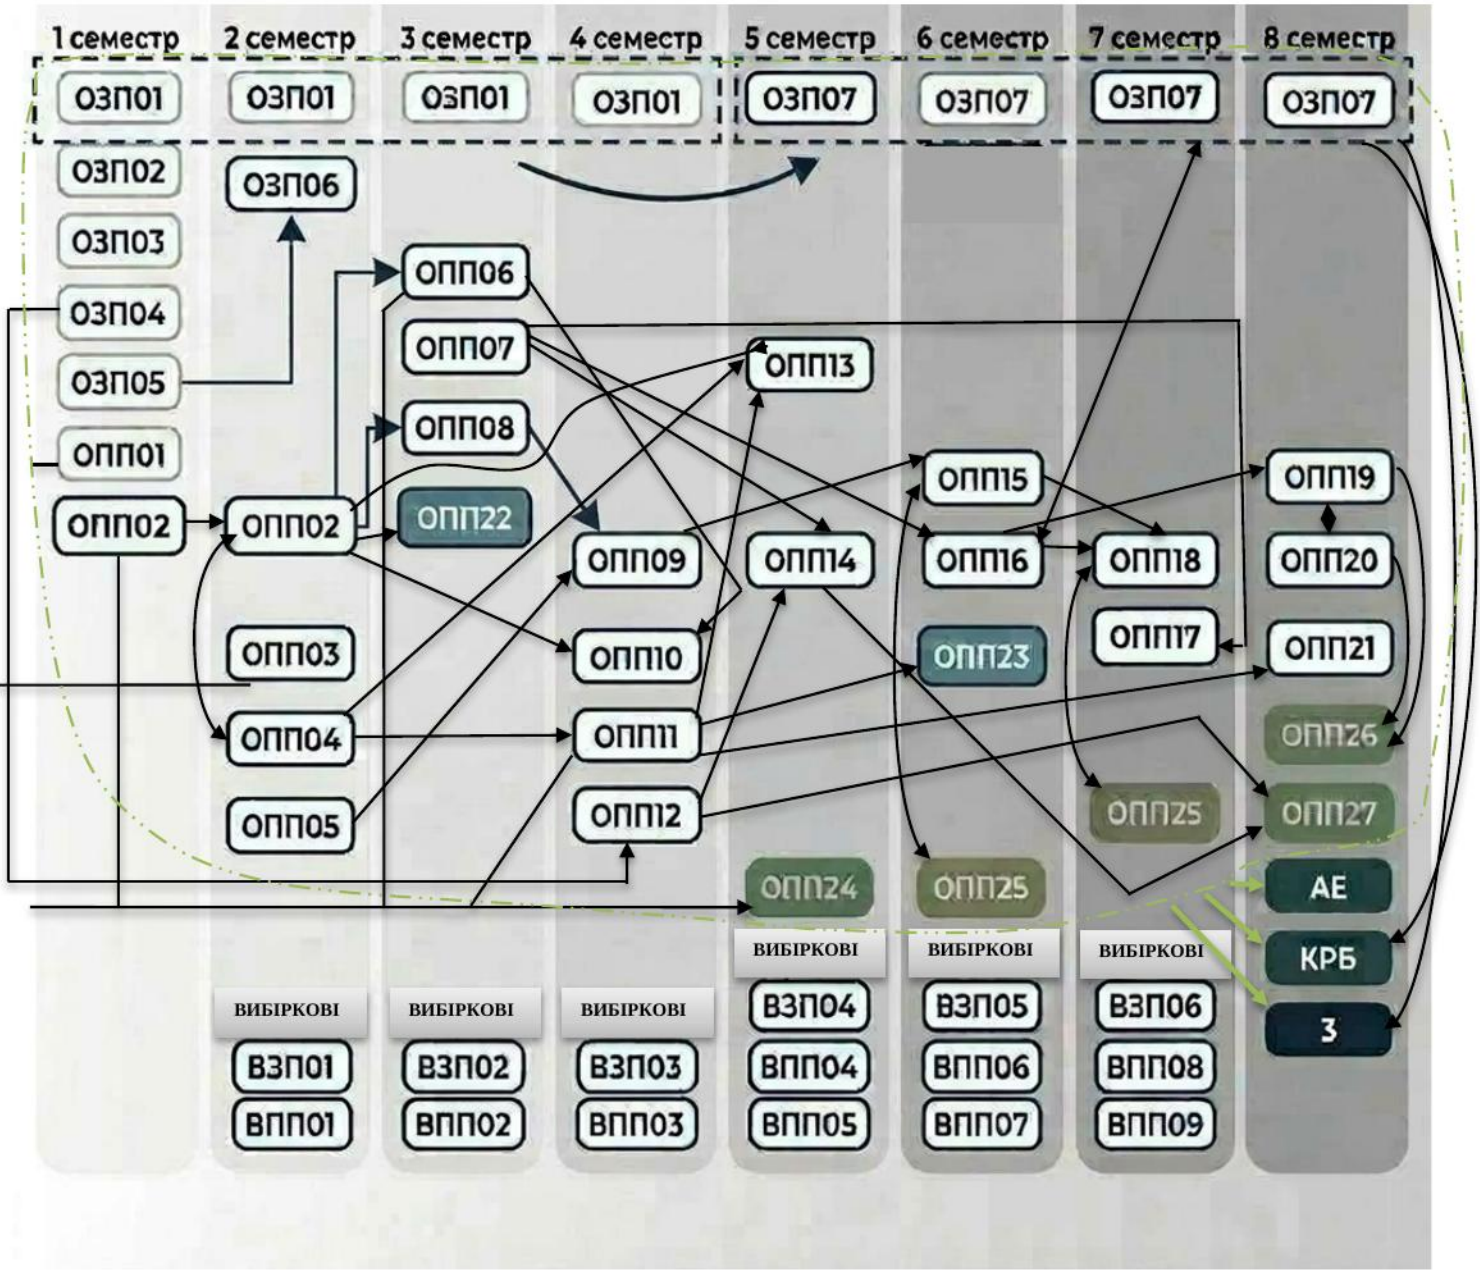 1 семестр
2 семестр
3 семестр
4 семестр
5 семестр
6 семестр
7 семестр
8 семестр
ОЗП01
ОЗП01
ОЗП01
ОЗП01
ОЗП07
ОЗП07
ОЗП07
ОЗП07
ОЗП02
ОЗП03
ОЗП04
ОЗП05
ОПП01
ОПП02
ОЗП06
ОПП02
ОПП03
ОПП04
ОПП05
ВИБІРКОВІ
ВЗП01
ВПП01
ОПП06
ОПП07
ОПП08
ОПП22
ВИБІРКОВІ
ВЗП02
ВПП02
ОПП09
ОПП10
ОПП11
ОПП12
ВИБІРКОВІ
ВЗП03
ВПП03
ОПП13
ОПП14
ОПП24
ВИБІРКОВІ
ВЗП04
ВПП04
ВПП05
ОПП15
ОПП16
ОПП23
ОПП25
ВИБІРКОВІ
ВЗП05
ВПП06
ВПП07
ОПП18
ОПП17
ОПП25
ВИБІРКОВІ
ВЗП06
ВПП08
ВПП09
ОПП19
ОПП20
ОПП21
ОПП26
ОПП27
АЕ
КРБ
З